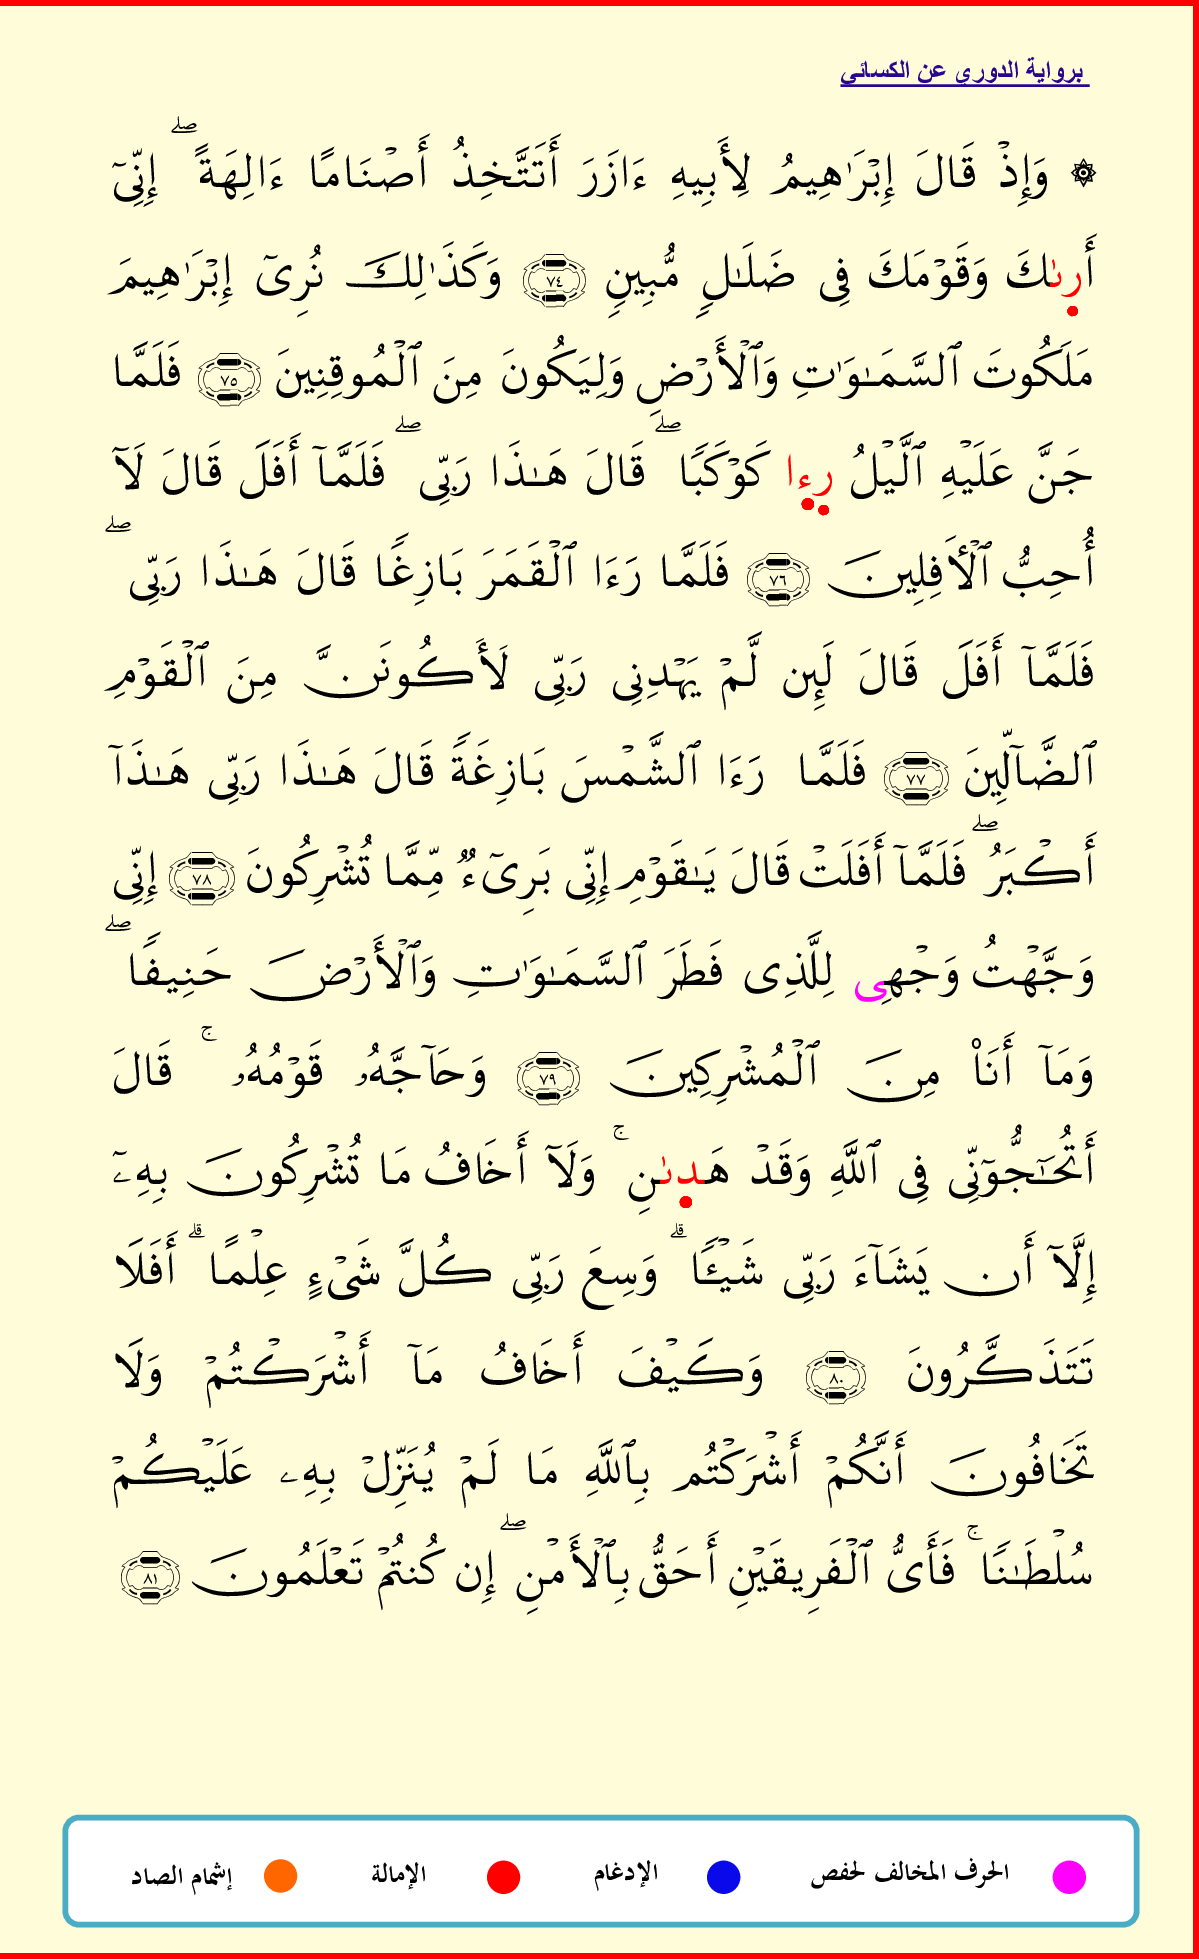 برواية الدوري عن الكسائي
۞ وَإِذۡ قَالَ إِبۡرَٰهِيمُ لِأَبِيهِ ءَازَرَ أَتَتَّخِذُ أَصۡنَامًا ءَالِهَةً ۖ إِنِّيٓ
أَرىٰكَ وَقَوۡمَكَ فِي ضَلَٰلٖ مُّبِينٖ ٧٤ وَكَذَٰلِكَ نُرِيٓ إِبۡرَٰهِيمَ
مَلَكُوتَ ٱلسَّمَٰوَٰتِ وَٱلۡأَرۡضِ وَلِيَكُونَ مِنَ ٱلۡمُوقِنِينَ ٧٥ فَلَمَّا
جَنَّ عَلَيۡهِ ٱلَّيۡلُ رءا كَوۡكَبٗا ۖ قَالَ هَٰذَا رَبِّي ۖ فَلَمَّآ أَفَلَ قَالَ لَآ
أُحِبُّ ٱلۡأٓفِلِينَ ٧٦ فَلَمَّا رَءَا ٱلۡقَمَرَ بَازِغٗا قَالَ هَٰذَا رَبِّي ۖ
فَلَمَّآ أَفَلَ قَالَ لَئِن لَّمۡ يَهۡدِنِي رَبِّي لَأَكُونَنَّ مِنَ ٱلۡقَوۡمِ
ٱلضَّآلِّينَ ٧٧ فَلَمَّا رَءَا ٱلشَّمۡسَ بَازِغَةٗ قَالَ هَٰذَا رَبِّي هَٰذَآ
أَكۡبَرُ ۖ فَلَمَّآ أَفَلَتۡ قَالَ يَٰقَوۡمِ إِنِّي بَرِيٓءٞ مِّمَّا تُشۡرِكُونَ ٧٨ إِنِّي
وَجَّهۡتُ وَجۡهِي لِلَّذِي فَطَرَ ٱلسَّمَٰوَٰتِ وَٱلۡأَرۡضَ حَنِيفٗا ۖ
وَمَآ أَنَا۠ مِنَ ٱلۡمُشۡرِكِينَ ٧٩ وَحَآجَّهُۥ قَوۡمُهُۥ ۚ قَالَ
أَتُحَٰٓجُّوٓنِّي فِي ٱللَّهِ وَقَدۡ هَدىٰنِ ۚ وَلَآ أَخَافُ مَا تُشۡرِكُونَ بِهِۦٓ
إِلَّآ أَن يَشَآءَ رَبِّي شَيۡـٔٗا ۗ وَسِعَ رَبِّي كُلَّ شَيۡءٍ عِلۡمًا ۗ أَفَلَا
تَتَذَكَّرُونَ ٨٠ وَكَيۡفَ أَخَافُ مَآ أَشۡرَكۡتُمۡ وَلَا
تَخَافُونَ أَنَّكُمۡ أَشۡرَكۡتُم بِٱللَّهِ مَا لَمۡ يُنَزِّلۡ بِهِۦ عَلَيۡكُمۡ
سُلۡطَٰنٗا ۚ فَأَيُّ ٱلۡفَرِيقَيۡنِ أَحَقُّ بِٱلۡأَمۡنِ ۖ إِن كُنتُمۡ تَعۡلَمُونَ ٨١
الحرف المخالف لحفص الإدغام الإمالة إشمام الصاد